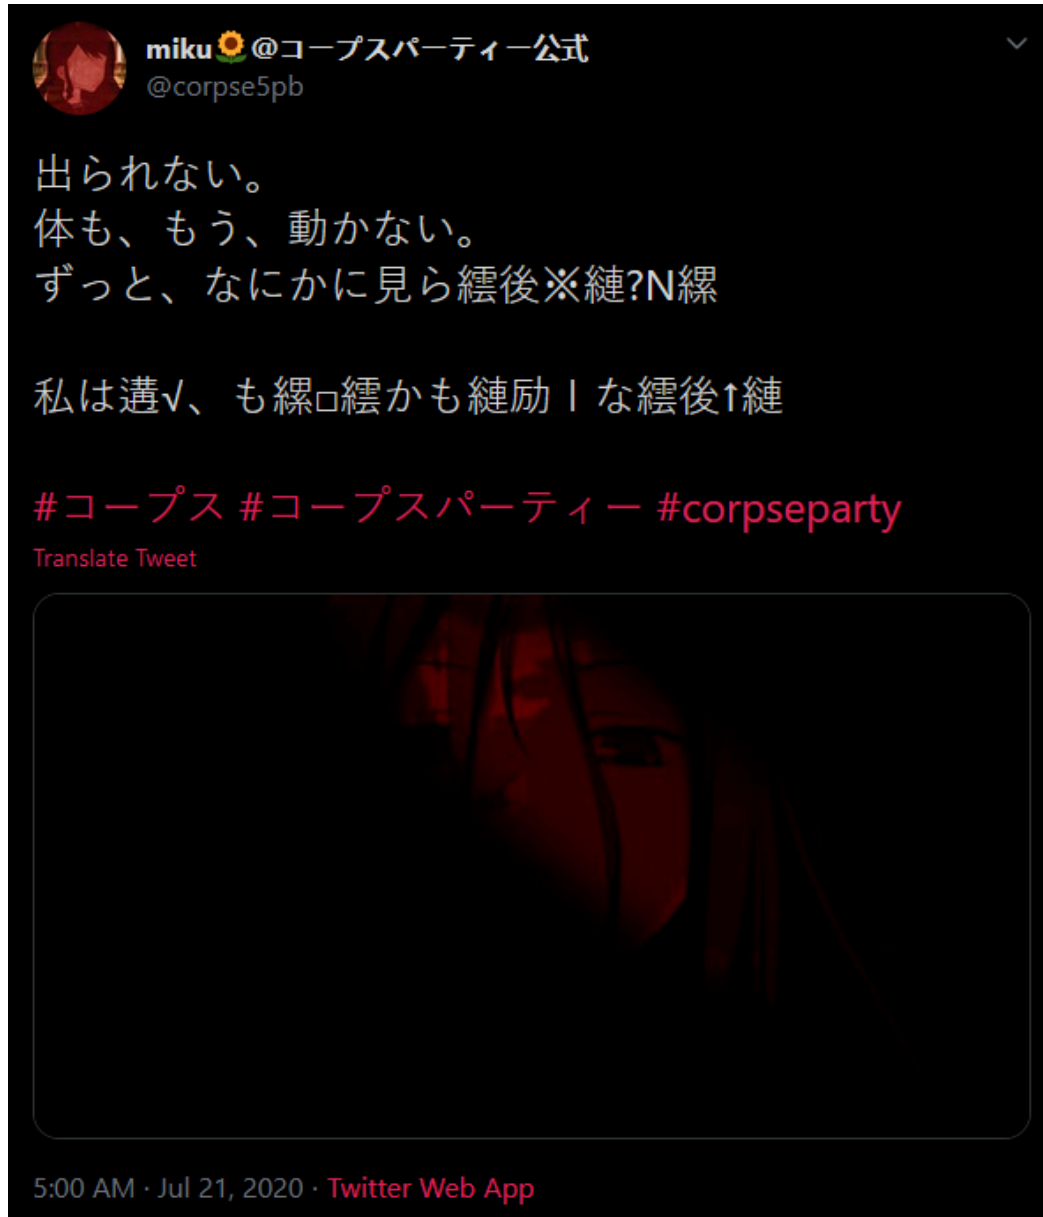 miku🌻@コープスパーティー公式
@corpse5pb
出られない。
体も、もう、動かない。
ずっと、なにかに見ら繧後※縺?N縲
私は遘√、も縲□繧かも縺励｜な繧後↑縺
#コープス #コープスパーティー #corpseparty
Translate Tweet
5:00 AM · Jul 21, 2020 · Twitter Web App